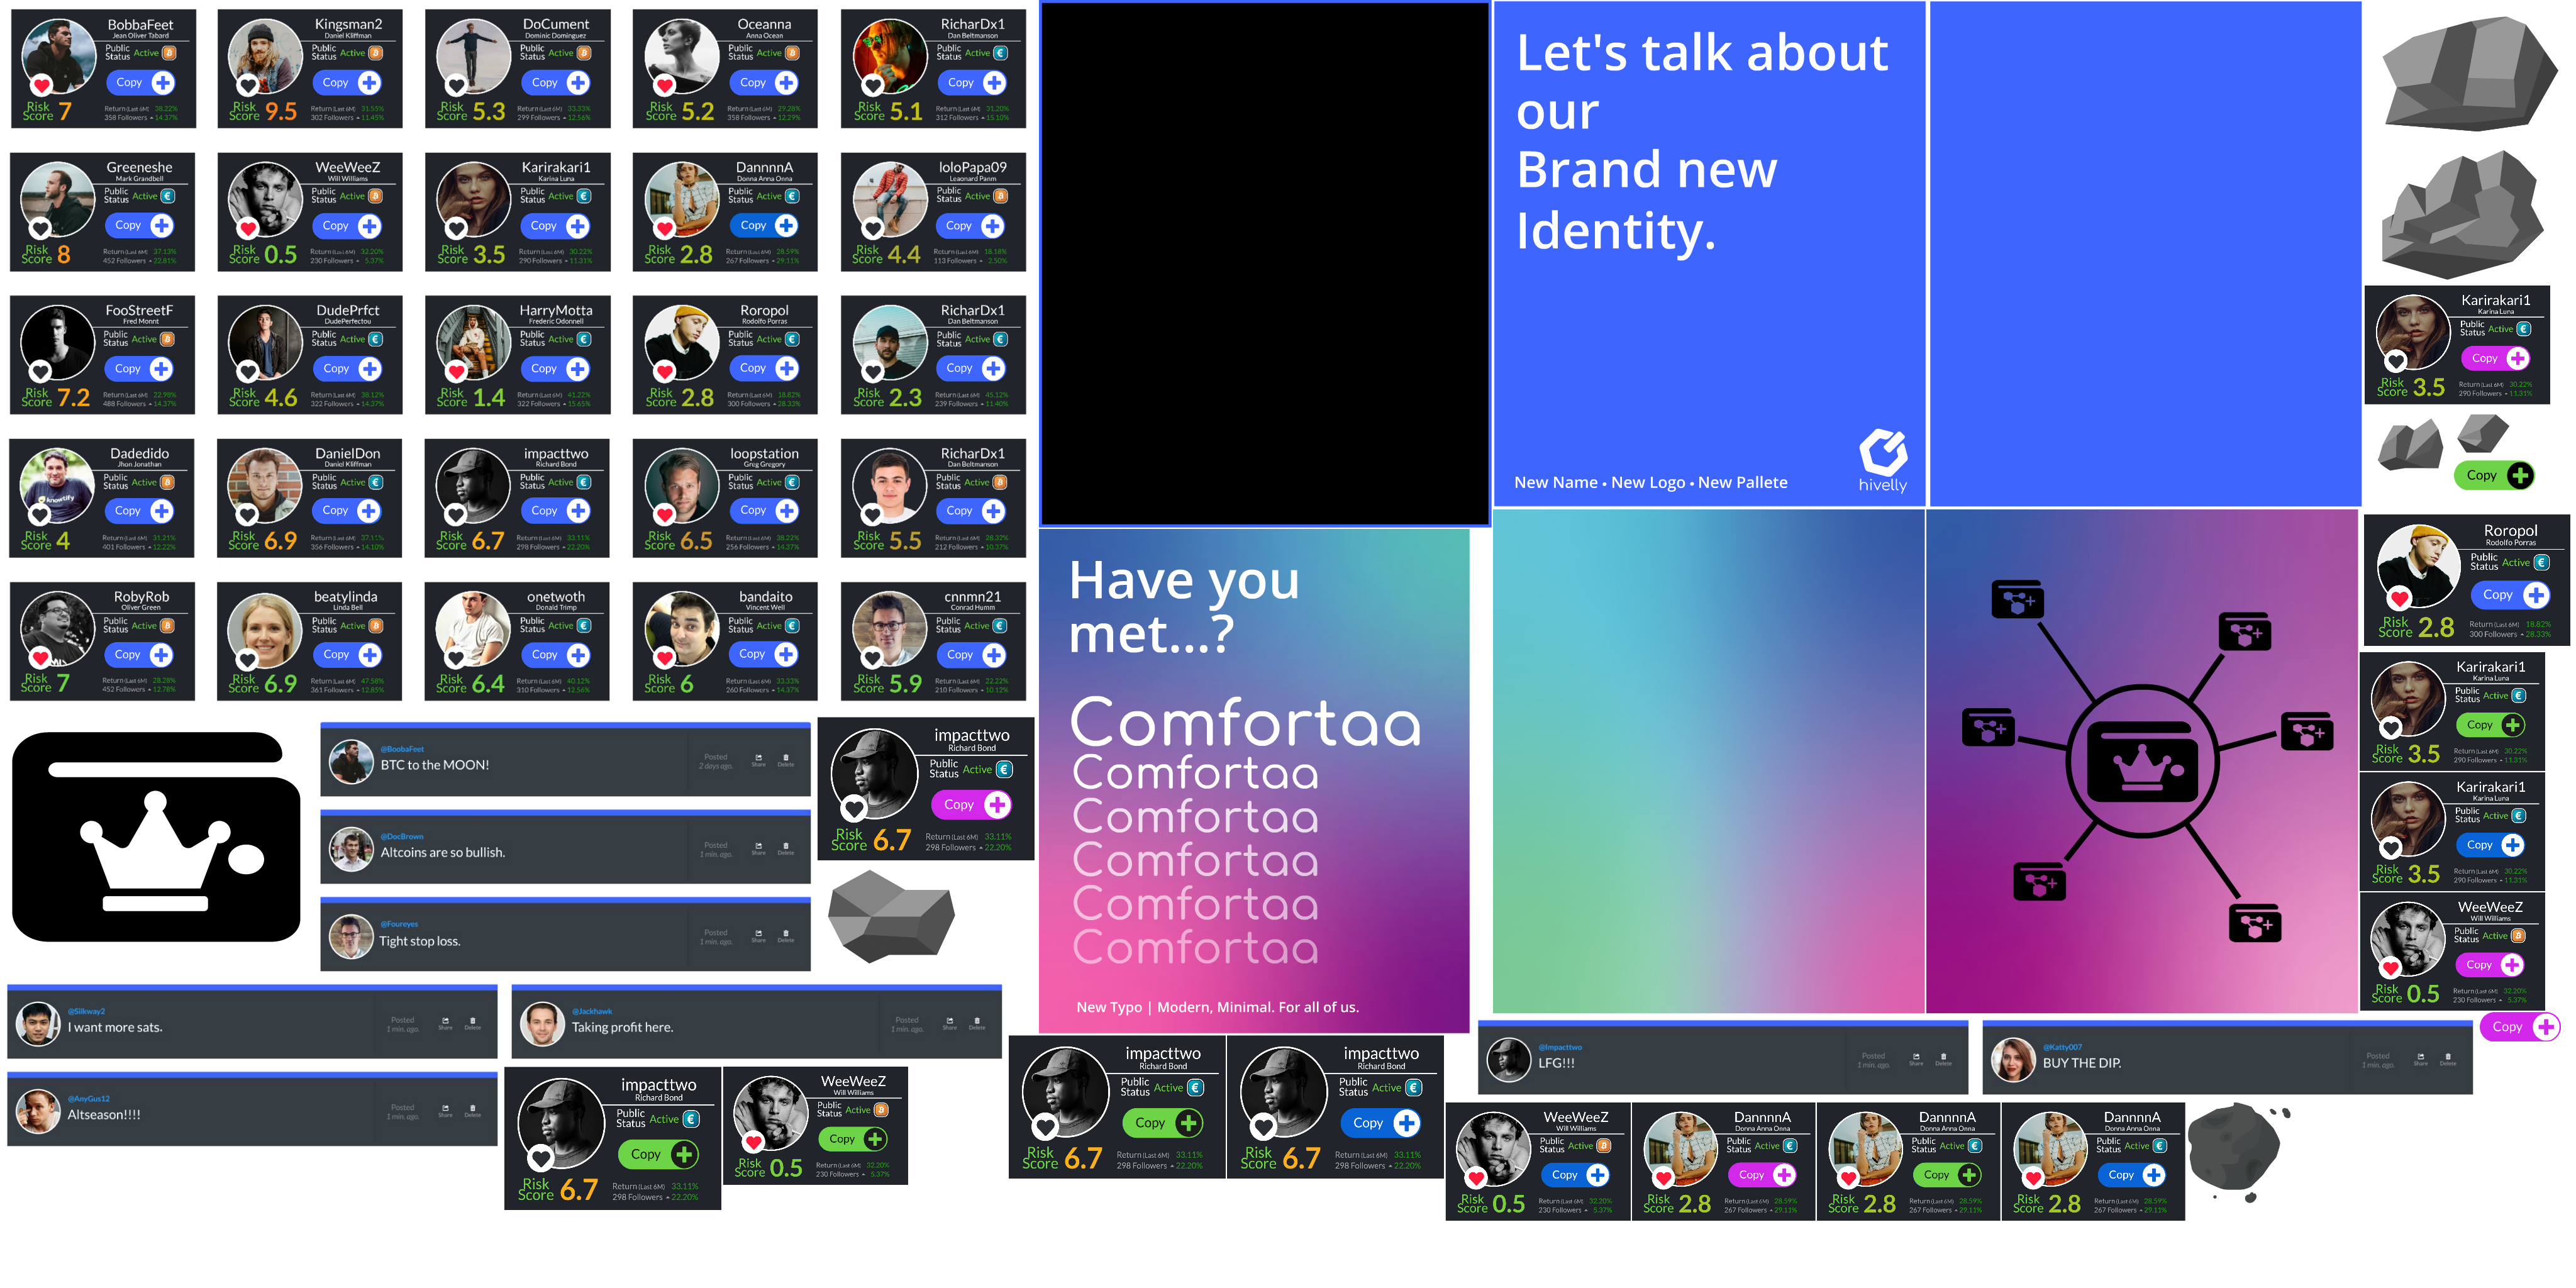 BobbaFeet
Jean Oliver Tabard
Public Status Active
Copy
Risk Score 7
Return (Last 6M) 38.22%
358 Followers 14.37%
Kingsman2
Daniel Kliffman
Public Status Active
Copy
Risk Score 9.5
Return (Last 6M) 31.55%
302 Followers 11.45%
DoCument
Dominic Dominguez
Public Status Active
Copy
Risk Score 5.3
Return (Last 6M) 33.33%
299 Followers 12.56%
Oceanna
Anna Ocean
Public Status Active
Copy
Risk Score 5.2
Return (Last 6M) 29.28%
358 Followers 12.29%
RicharDx1
Dan Beltmanson
Public Status Active
Copy
Risk Score 5.1
Return (Last 6M) 31.20%
312 Followers 15.10%
Greeneshe
Mark Grandbell
Public Status Active
Copy
Risk Score 8
Return (Last 6M) 37.13%
452 Followers 22.81%
WeeWeeZ
Will Williams
Public Status Active
Copy
Risk Score 0.5
Return (Last 6M) 32.20%
230 Followers 5.37%
Karirakari1
Karina Luna
Public Status Active
Copy
Risk Score 3.5
Return (Last 6M) 30.22%
290 Followers 11.31%
DannnnA
Donna Anna Onna
Public Status Active
Copy
Risk Score 2.8
Return (Last 6M) 28.59%
267 Followers 29.11%
loloPapa09
Leaonard Panm
Public Status Active
Copy
Risk Score 4.4
Return (Last 6M) 18.18%
113 Followers 2.50%
FooStreetF
Fred Monnt
Public Status Active
Copy
Risk Score 7.2
Return (Last 6M) 22.98%
488 Followers 14.37%
DudePrfct
DudePerfectou
Public Status Active
Copy
Risk Score 4.6
Return (Last 6M) 38.12%
322 Followers 14.37%
HarryMotta
Frederic Odonnell
Public Status Active
Copy
Risk Score 1.4
Return (Last 6M) 41.22%
322 Followers 15.65%
Roropol
Rodolfo Porras
Public Status Active
Copy
Risk Score 2.8
Return (Last 6M) 18.82%
300 Followers 28.33%
RicharDx1
Dan Beltmanson
Public Status Active
Copy
Risk Score 2.3
Return (Last 6M) 45.12%
239 Followers 11.40%
Dadedido
Jhon Jonathan
knowtify
Public Status Active
Copy
Risk Score 4
Return (Last 6M) 31.21%
401 Followers 12.22%
DanielDon
Daniel Kliffman
Public Status Active
Copy
Risk Score 6.9
Return (Last 6M) 37.11%
356 Followers 14.10%
impacttwo
Richard Bond
Public Status Active
Copy
Risk Score 6.7
Return (Last 6M) 33.11%
298 Followers 22.20%
loopstation
Greg Gregory
Public Status Active
Copy
Risk Score 6.5
Return (Last 6M) 38.22%
256 Followers 14.37%
RicharDx1
Dan Beltmanson
Public Status Active
Copy
Risk Score 5.5
Return (Last 6M) 28.32%
212 Followers 10.37%
RobyRob
Oliver Green
Public Status Active
Copy
Risk Score 7
Return (Last 6M) 28.28%
452 Followers 12.78%
beatylinda
Linda Bell
Public Status Active
Copy
Risk Score 6.9
Return (Last 6M) 47.58%
361 Followers 12.85%
onetwoth
Donald Trimp
Public Status Active
Copy
Risk Score 6.4
Return (Last 6M) 40.12%
310 Followers 12.56%
bandaito
Vincent Well
Public Status Active
Copy
Risk Score 6
Return (Last 6M) 33.33%
260 Followers 14.37%
cnnmn21
Conrad Humm
Public Status Active
Copy
Risk Score 5.9
Return (Last 6M) 22.22%
210 Followers 10.12%
@BoobaFeet
BTC to the MOON!
Posted 2 days ago.
Share Delete
@DocBrown
Altcoins are so bullish.
Posted 1 min. ago.
Share Delete
@Foureyes
Tight stop loss.
Posted 1 min. ago.
Share Delete
impacttwo
Richard Bond
Public Status Active
Copy
Risk Score 6.7
Return (Last 6M) 33.11%
298 Followers 22.20%
@Silkway2
I want more sats.
Posted 1 min. ago.
Share Delete
@Jackhawk
Taking profit here.
Posted 1 min. ago.
Share Delete
@AnyGus12
Altseason!!!!
Posted 1 min. ago.
Share Delete
impacttwo
Richard Bond
Public Status Active
Copy
Risk Score 6.7
Return (Last 6M) 33.11%
298 Followers 22.20%
WeeWeeZ
Will Williams
Public Status Active
Copy
Risk Score 0.5
Return (Last 6M) 32.20%
230 Followers 5.37%
Let's talk about
our
Brand new
Identity.
New Name • New Logo • New Pallete
hivelly
Have you
met...?
Comfortaa
Comfortaa
Comfortaa
Comfortaa
Comfortaa
Comfortaa
New Typo | Modern, Minimal. For all of us.
impacttwo
Richard Bond
Public Status Active
Copy
Risk Score 6.7
Return (Last 6M) 33.11%
298 Followers 22.20%
impacttwo
Richard Bond
Public Status Active
Copy
Risk Score 6.7
Return (Last 6M) 33.11%
298 Followers 22.20%
@Impacttwo
LFG!!!
Posted 1 min. ago.
Share Delete
@Katty007
BUY THE DIP.
Posted 1 min. ago.
Share Delete
WeeWeeZ
Will Williams
Public Status Active
Copy
Risk Score 0.5
Return (Last 6M) 32.20%
230 Followers 5.37%
DannnnA
Donna Anna Onna
Public Status Active
Copy
Risk Score 2.8
Return (Last 6M) 28.59%
267 Followers 29.11%
DannnnA
Donna Anna Onna
Public Status Active
Copy
Risk Score 2.8
Return (Last 6M) 28.59%
267 Followers 29.11%
DannnnA
Donna Anna Onna
Public Status Active
Copy
Risk Score 2.8
Return (Last 6M) 28.59%
267 Followers 29.11%
Karirakari1
Karina Luna
Public Status Active
Copy
Risk Score 3.5
Return (Last 6M) 30.22%
290 Followers 11.31%
Copy
Roropol
Rodolfo Porras
Public Status Active
Copy
Risk Score 2.8
Return (Last 6M) 18.82%
300 Followers 28.33%
Karirakari1
Karina Luna
Public Status Active
Copy
Risk Score 3.5
Return (Last 6M) 30.22%
290 Followers 11.31%
Karirakari1
Karina Luna
Public Status Active
Copy
Risk Score 3.5
Return (Last 6M) 30.22%
290 Followers 11.31%
WeeWeeZ
Will Williams
Public Status Active
Copy
Risk Score 0.5
Return (Last 6M) 32.20%
230 Followers 5.37%
Copy